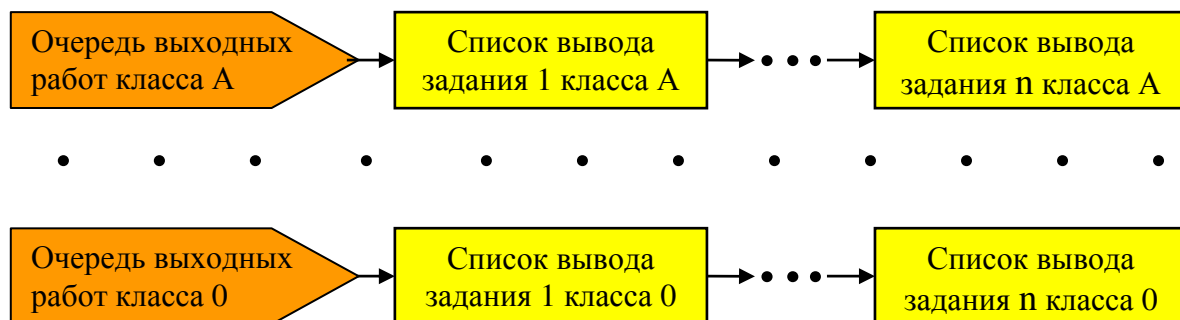 Очередь выходных
работ класса A
Список вывода
задания 1 класса A
Список вывода
задания n класса A
Очередь выходных
работ класса 0
Список вывода
задания 1 класса 0
Список вывода
задания n класса 0